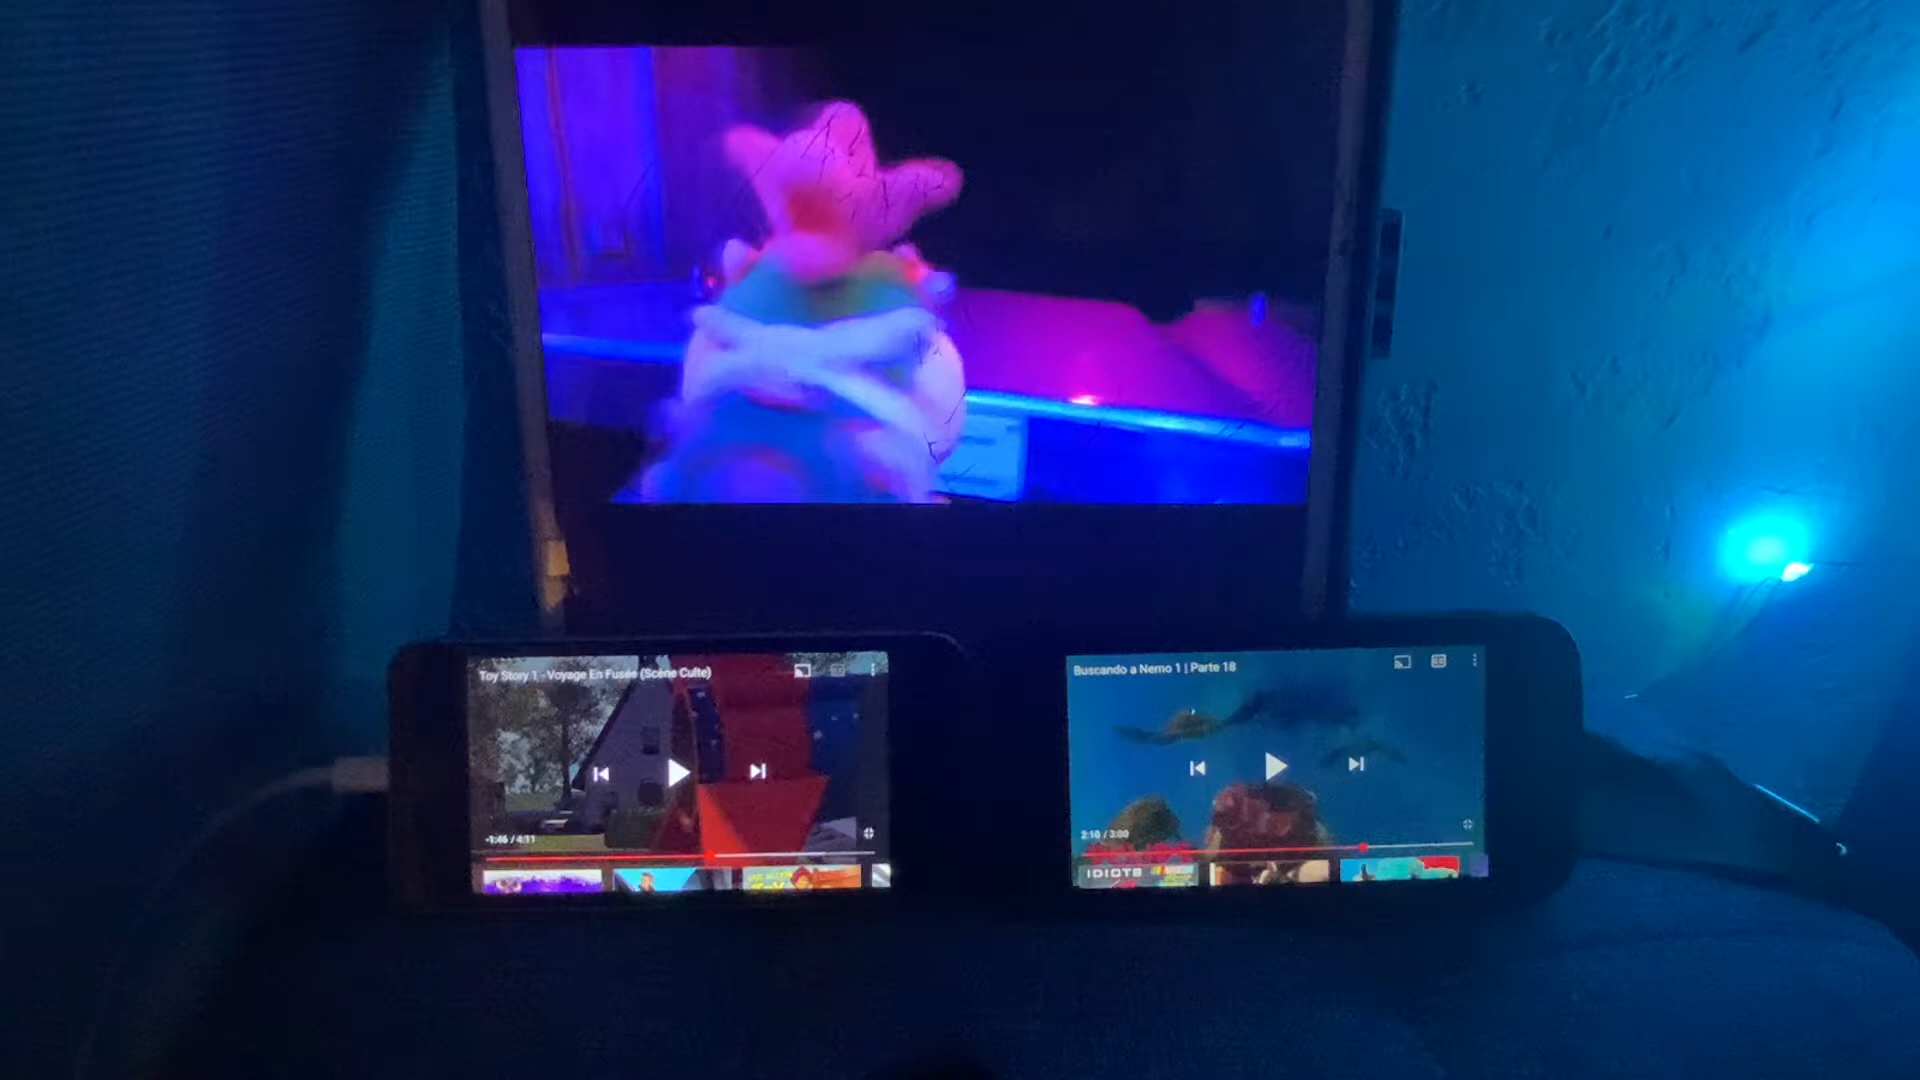 Toy Story 1 - Voyage En Fusée (Scène Culte)
-1:46 / 4:11
Buscando a Nemo 1 | Parte 18
2:10 / 3:00
IDIOTS